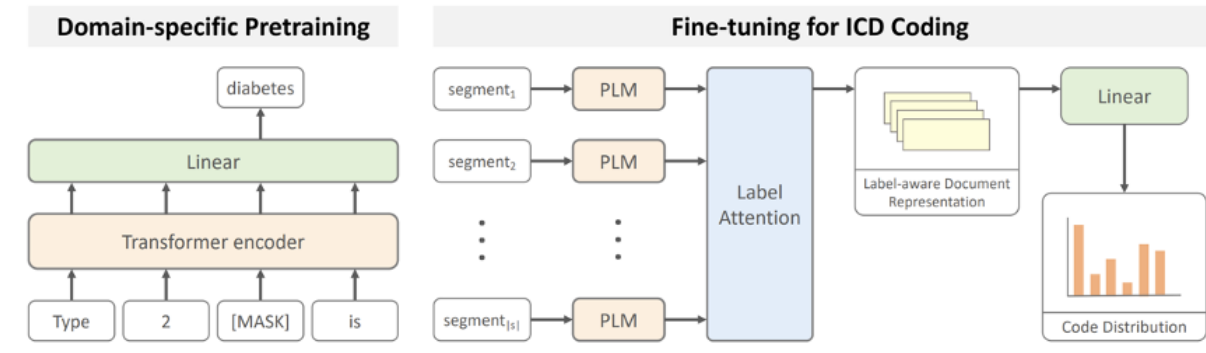 Domain-specific Pretraining
diabetes
Linear
Transformer encoder
Type 2 [MASK] is
Fine-tuning for ICD Coding
segment₁ PLM
segment₂ PLM
segment|s| PLM
Label
Attention
Label-aware Document
Representation
Linear
Code Distribution